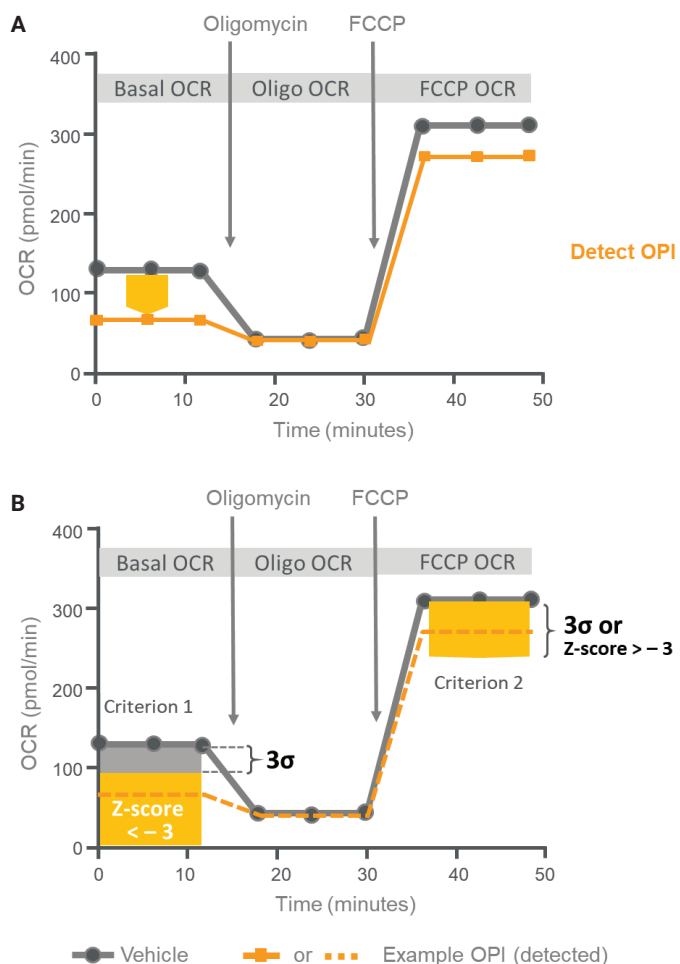 A
Oligomycin
FCCP
400
Basal OCR
Oligo OCR
FCCP OCR
300
200
100
0
OCR (pmol/min)
Detect OPI
0
10
20
30
40
50
Time (minutes)
B
Oligomycin
FCCP
400
Basal OCR
Oligo OCR
FCCP OCR
300
3σ or
Z-score > – 3
Criterion 2
200
Criterion 1
3σ
100
Z-score
< – 3
0
OCR (pmol/min)
0
10
20
30
40
50
Time (minutes)
Vehicle
or
Example OPI (detected)